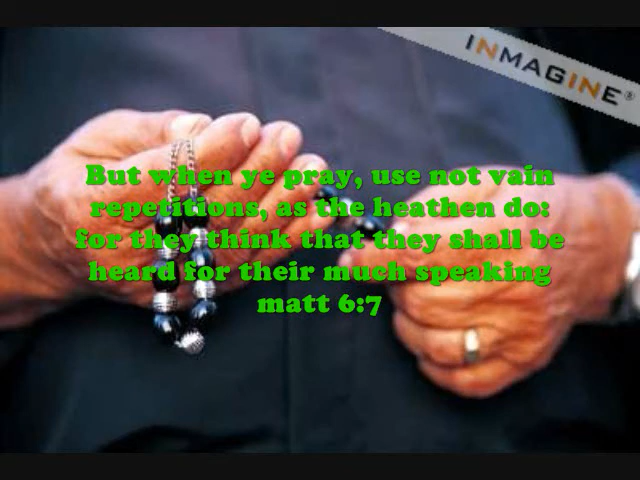 INMAGINE®
But when ye pray, use not vain
repetitions, as the heathen do:
for they think that they shall be
heard for their much speaking
matt 6:7